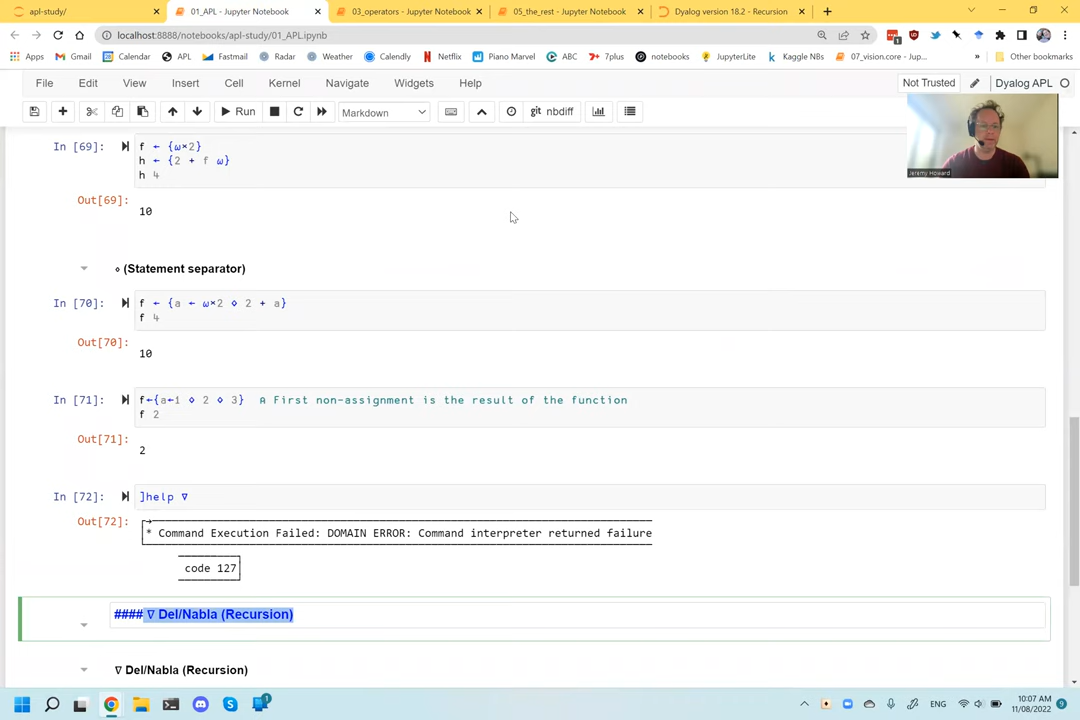 apl-study/
01_APL - Jupyter Notebook
03_operators - Jupyter Notebook
05_the_rest - Jupyter Notebook
Dyalog version 18.2 - Recursion
localhost:8888/notebooks/apl-study/01_APL.ipynb
Apps Gmail Calendar APL Fastmail Radar Weather Calendly Netflix Piano Marvel ABC 7plus notebooks JupyterLite Kaggle NBs 07_vision.core - Jup... » Other bookmarks
File Edit View Insert Cell Kernel Navigate Widgets Help Not Trusted Dyalog APL
Run Markdown git nbdiff
Jeremy Howard
In [69]: f ← {⍵×2}
h ← {2 + f ⍵}
h 4
Out[69]:
10
⋄ (Statement separator)
In [70]: f ← {a ← ⍵×2 ⋄ 2 + a}
f 4
Out[70]:
10
In [71]: f←{a←1 ⋄ 2 ⋄ 3} ⍝ First non-assignment is the result of the function
f 2
Out[71]:
2
In [72]: ]help ∇
Out[72]:
* Command Execution Failed: DOMAIN ERROR: Command interpreter returned failure
code 127
#### ∇ Del/Nabla (Recursion)
∇ Del/Nabla (Recursion)
ENG
10:07 AM
11/08/2022
9